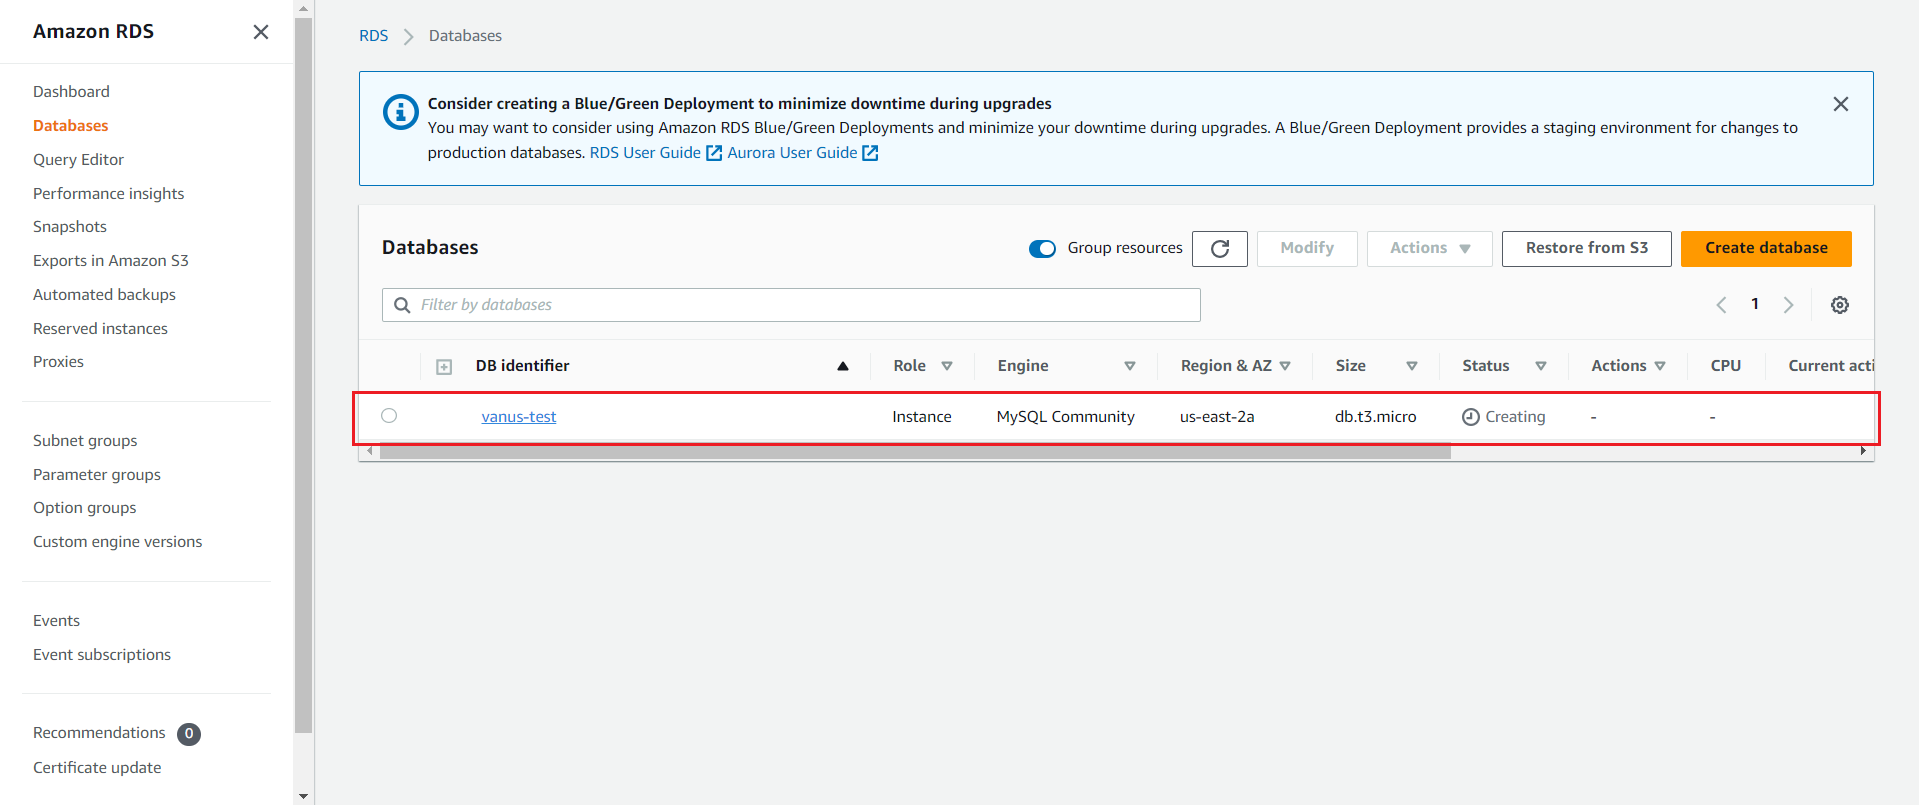 Amazon RDS
Dashboard
Databases
Query Editor
Performance insights
Snapshots
Exports in Amazon S3
Automated backups
Reserved instances
Proxies
Subnet groups
Parameter groups
Option groups
Custom engine versions
Events
Event subscriptions
Recommendations 0
Certificate update
RDS Databases
Consider creating a Blue/Green Deployment to minimize downtime during upgrades
You may want to consider using Amazon RDS Blue/Green Deployments and minimize your downtime during upgrades. A Blue/Green Deployment provides a staging environment for changes to
production databases. RDS User Guide Aurora User Guide
Databases Group resources Modify Actions Restore from S3 Create database
Filter by databases 1
DB identifier Role Engine Region & AZ Size Status Actions CPU Current acti
vanus-test Instance MySQL Community us-east-2a db.t3.micro Creating - -